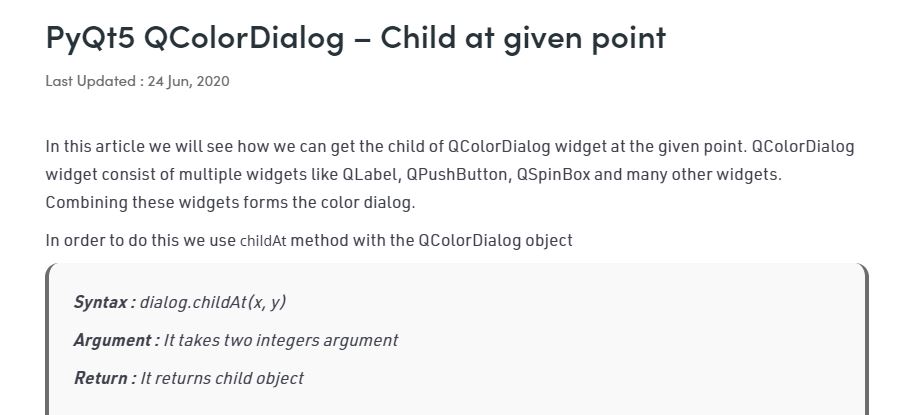 PyQt5 QColorDialog – Child at given point
Last Updated : 24 Jun, 2020
In this article we will see how we can get the child of QColorDialog widget at the given point. QColorDialog
widget consist of multiple widgets like QLabel, QPushButton, QSpinBox and many other widgets.
Combining these widgets forms the color dialog.
In order to do this we use childAt method with the QColorDialog object
Syntax : dialog.childAt(x, y)
Argument : It takes two integers argument
Return : It returns child object